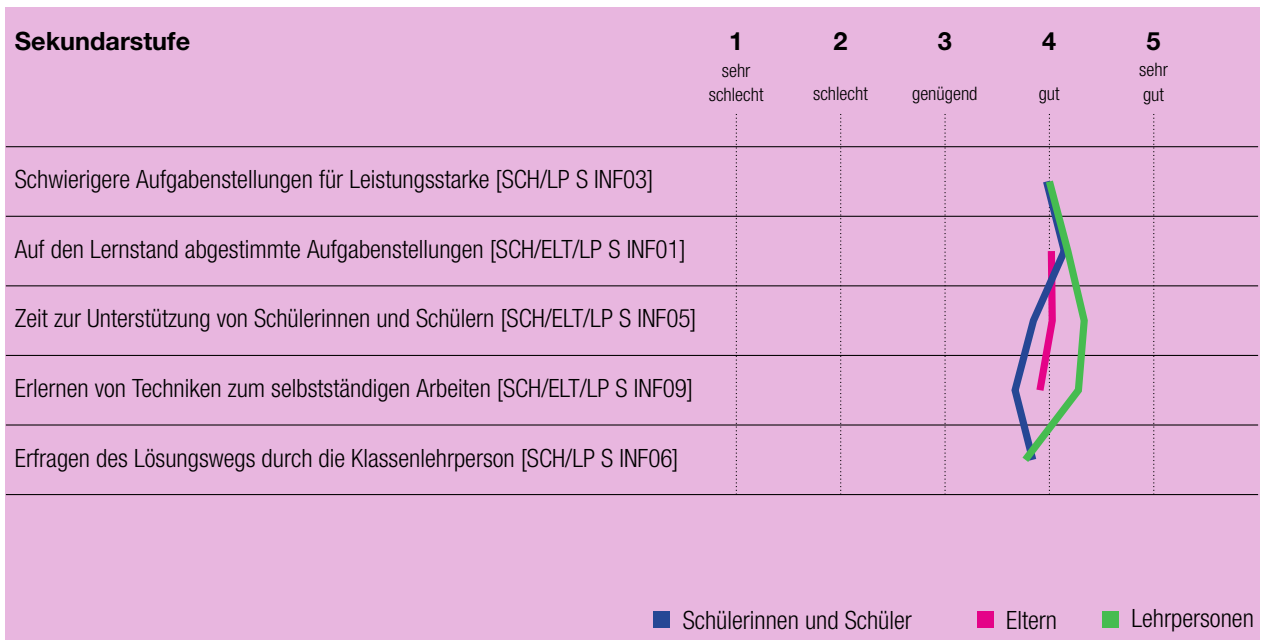 Sekundarstufe 1 2 3 4 5
sehr schlecht schlecht genügend gut sehr gut
Schwierigere Aufgabenstellungen für Leistungsstarke [SCH/LP S INF03]
Auf den Lernstand abgestimmte Aufgabenstellungen [SCH/ELT/LP S INF01]
Zeit zur Unterstützung von Schülerinnen und Schülern [SCH/ELT/LP S INF05]
Erlernen von Techniken zum selbstständigen Arbeiten [SCH/ELT/LP S INF09]
Erfragen des Lösungswegs durch die Klassenlehrperson [SCH/LP S INF06]
Schülerinnen und Schüler Eltern Lehrpersonen